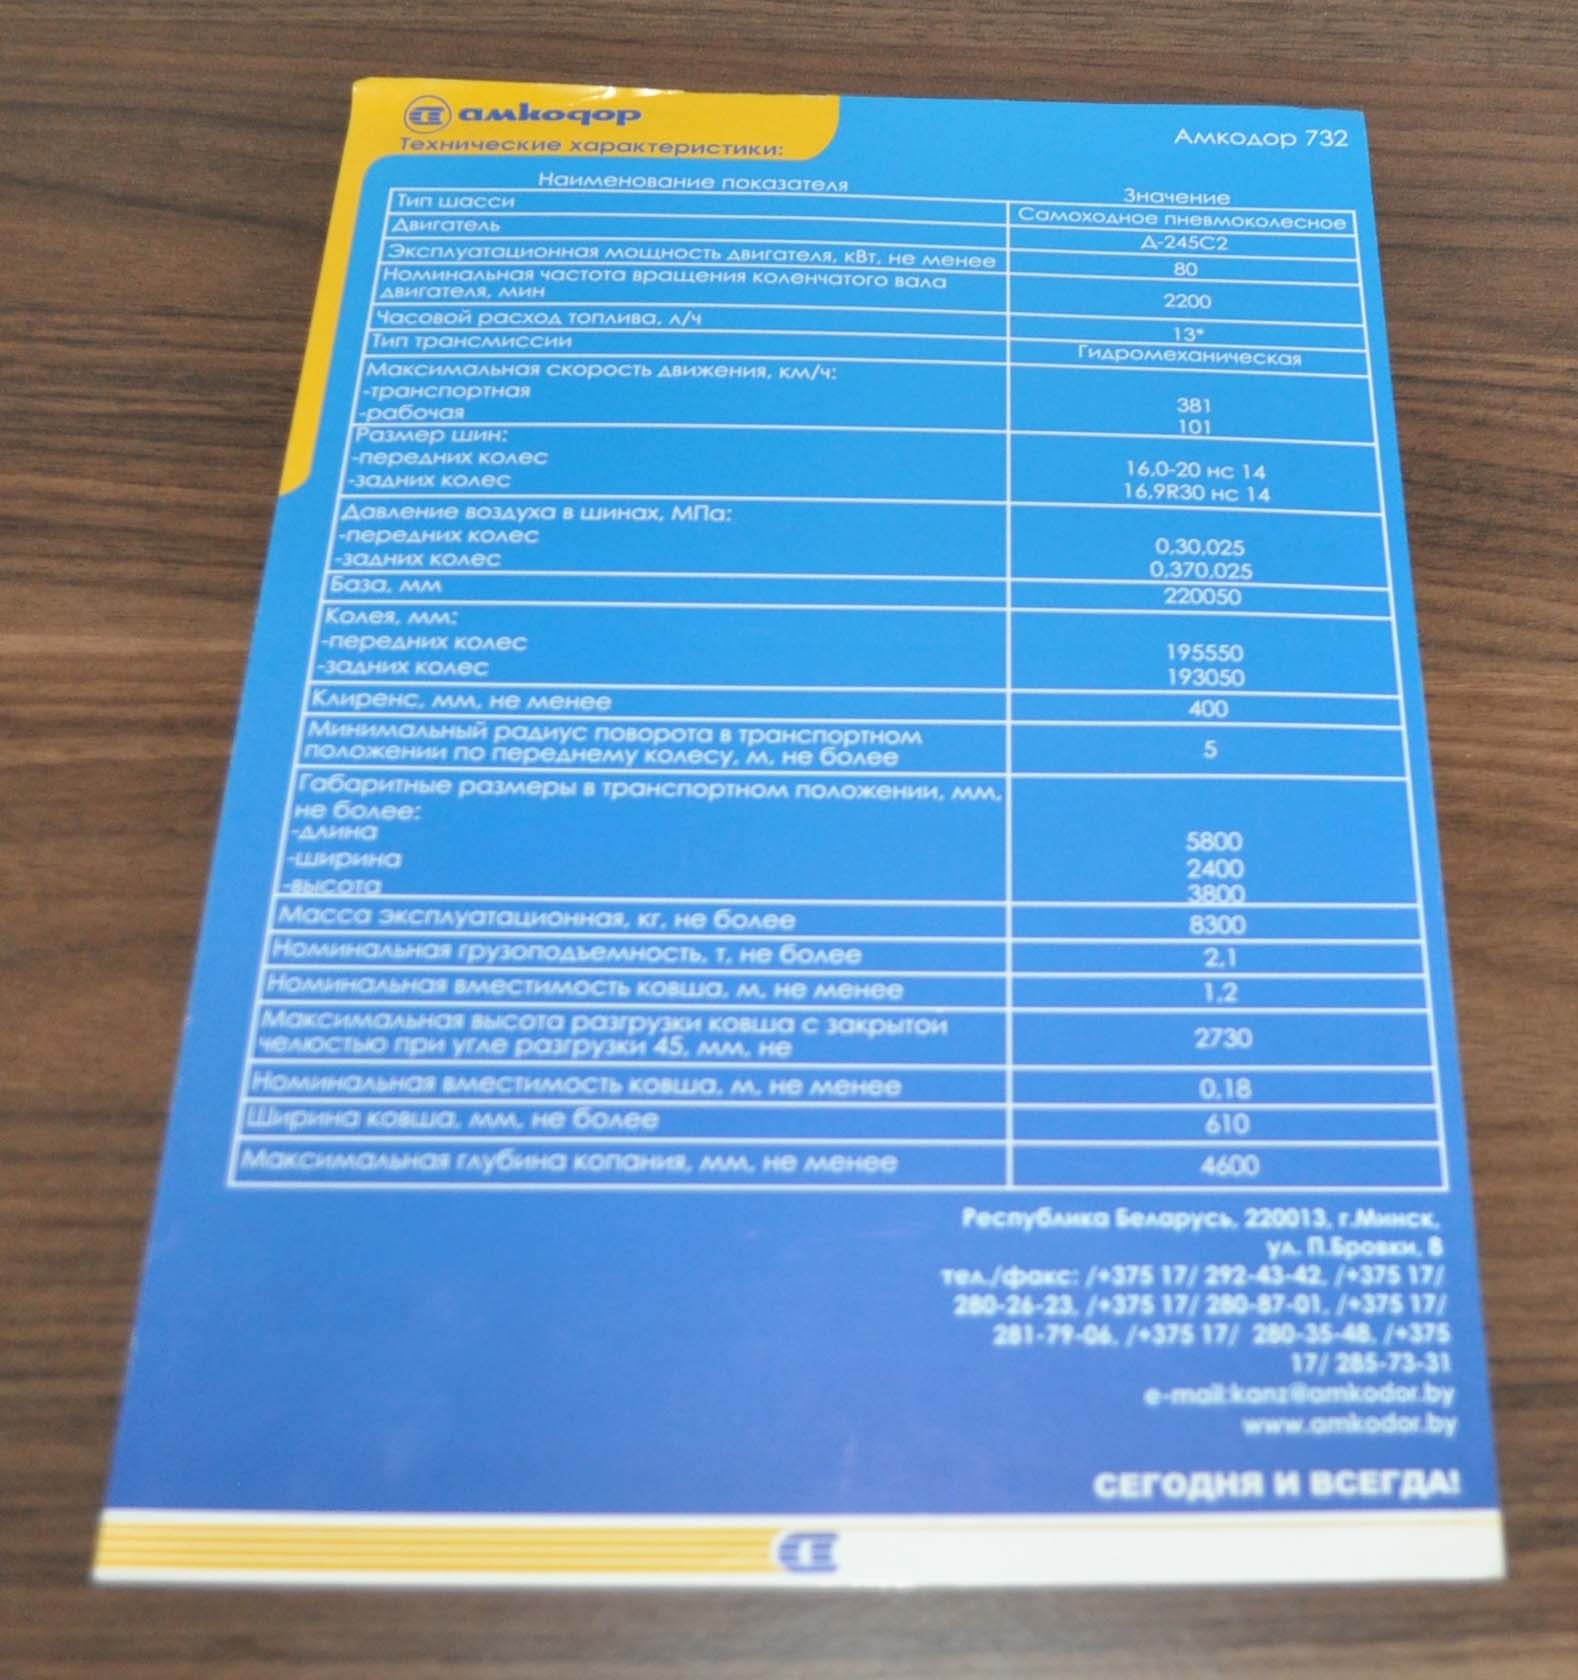 амкодор
Технические характеристики:
Амкодор 732
Наименование показателя
Значение
Тип шасси
Самоходное пневмоколесное
Двигатель
Д-245С2
Эксплуатационная мощность двигателя, кВт, не менее
80
Номинальная частота вращения коленчатого вала
двигателя, мин
2200
Часовой расход топлива, л/ч
13*
Тип трансмиссии
Гидромеханическая
Максимальная скорость движения, км/ч:
-транспортная
381
-рабочая
101
Размер шин:
-передних колес
16,0-20 нс 14
-задних колес
16,9R30 нс 14
Давление воздуха в шинах, МПа:
-передних колес
0,30,025
-задних колес
0,370,025
База, мм
220050
Колея, мм:
-передних колес
195550
-задних колес
193050
Клиренс, мм, не менее
400
Минимальный радиус поворота в транспортном
положении по переднему колесу, м, не более
5
Габаритные размеры в транспортном положении, мм,
не более:
-длина
5800
-ширина
2400
-высота
3800
Масса эксплуатационная, кг, не более
8300
Номинальная грузоподъемность, т, не более
2,1
Номинальная вместимость ковша, м, не менее
1,2
Максимальная высота разгрузки ковша с закрытой
челюстью при угле разгрузки 45, мм, не
2730
Номинальная вместимость ковша, м, не менее
0,18
Ширина ковша, мм, не более
610
Максимальная глубина копания, мм, не менее
4600
Республика Беларусь, 220013, г.Минск,
ул. П.Бровки, 8
тел./факс: /+375 17/ 292-43-42, /+375 17/
280-26-23, /+375 17/ 280-87-01, /+375 17/
281-79-06, /+375 17/ 280-35-48, /+375
17/ 285-73-31
e-mail:kanz@amkodor.by
www.amkodor.by
СЕГОДНЯ И ВСЕГДА!